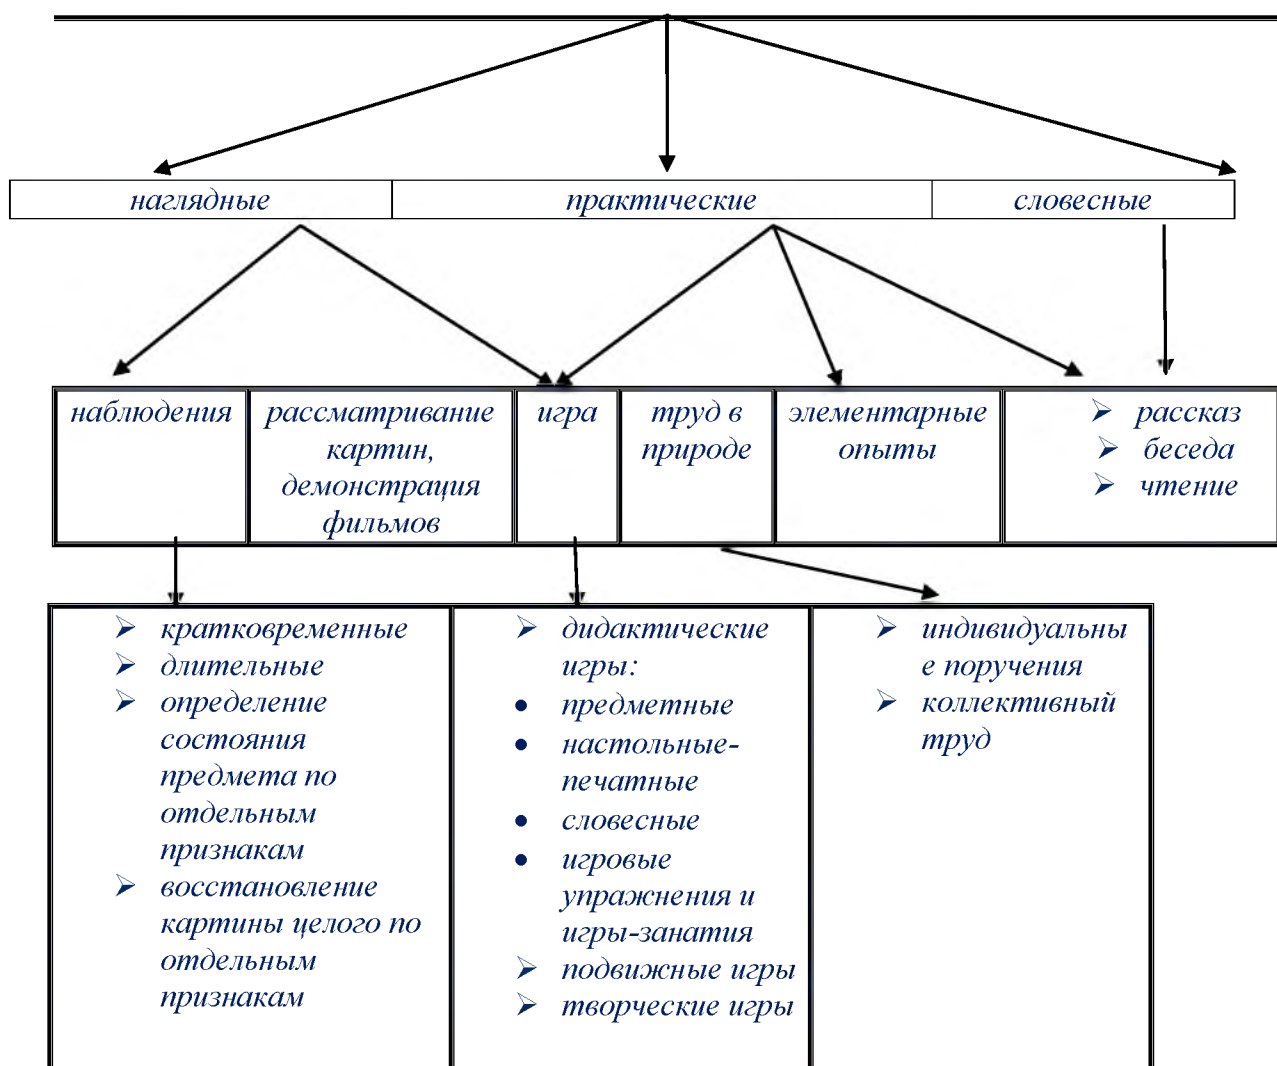 наглядные
практические
словесные
наблюдения
рассматривание
картин,
демонстрация
фильмов
игра
труд в
природе
элементарные
опыты
➢ рассказ
➢ беседа
➢ чтение
➢ кратковременные
➢ длительные
➢ определение
состояния
предмета по
отдельным
признакам
➢ восстановление
картины целого по
отдельным
признакам
➢ дидактические
игры:
• предметные
• настольные-
печатные
• словесные
• игровые
упражнения и
игры-занатия
➢ подвижные игры
➢ творческие игры
➢ индивидуальны
е поручения
➢ коллективный
труд